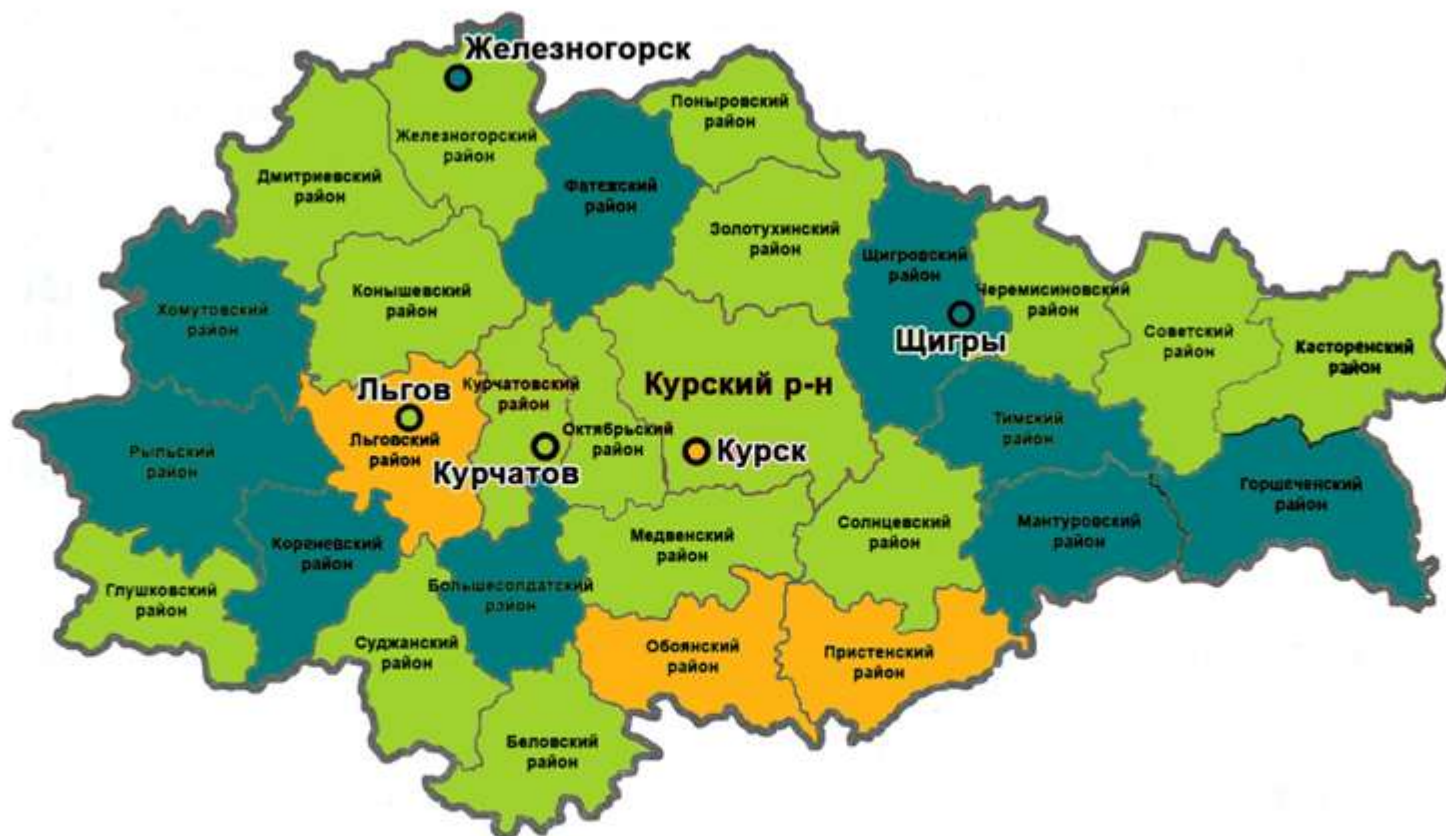 Железногорск
Поныровский
район
Железногорский
район
Дмитриевский
район
Фатежский
район
Золотухинский
район
Щигровский
район
Черемисиновский
район
Конышевский
район
Хомутовский
район
Щигры
Советский
район
Касторенский
район
Курчатовский
район
Курский р-н
Льгов
Льговский
район
Октябрьский
район
Тимский
район
Рыльский
район
Курчатов
Курск
Горшеченский
район
Солнцевский
район
Мантуровский
район
Медвенский
район
Кореневский
район
Глушковский
район
Большесолдатский
район
Суджанский
район
Обоянский
район
Пристенский
район
Беловский
район